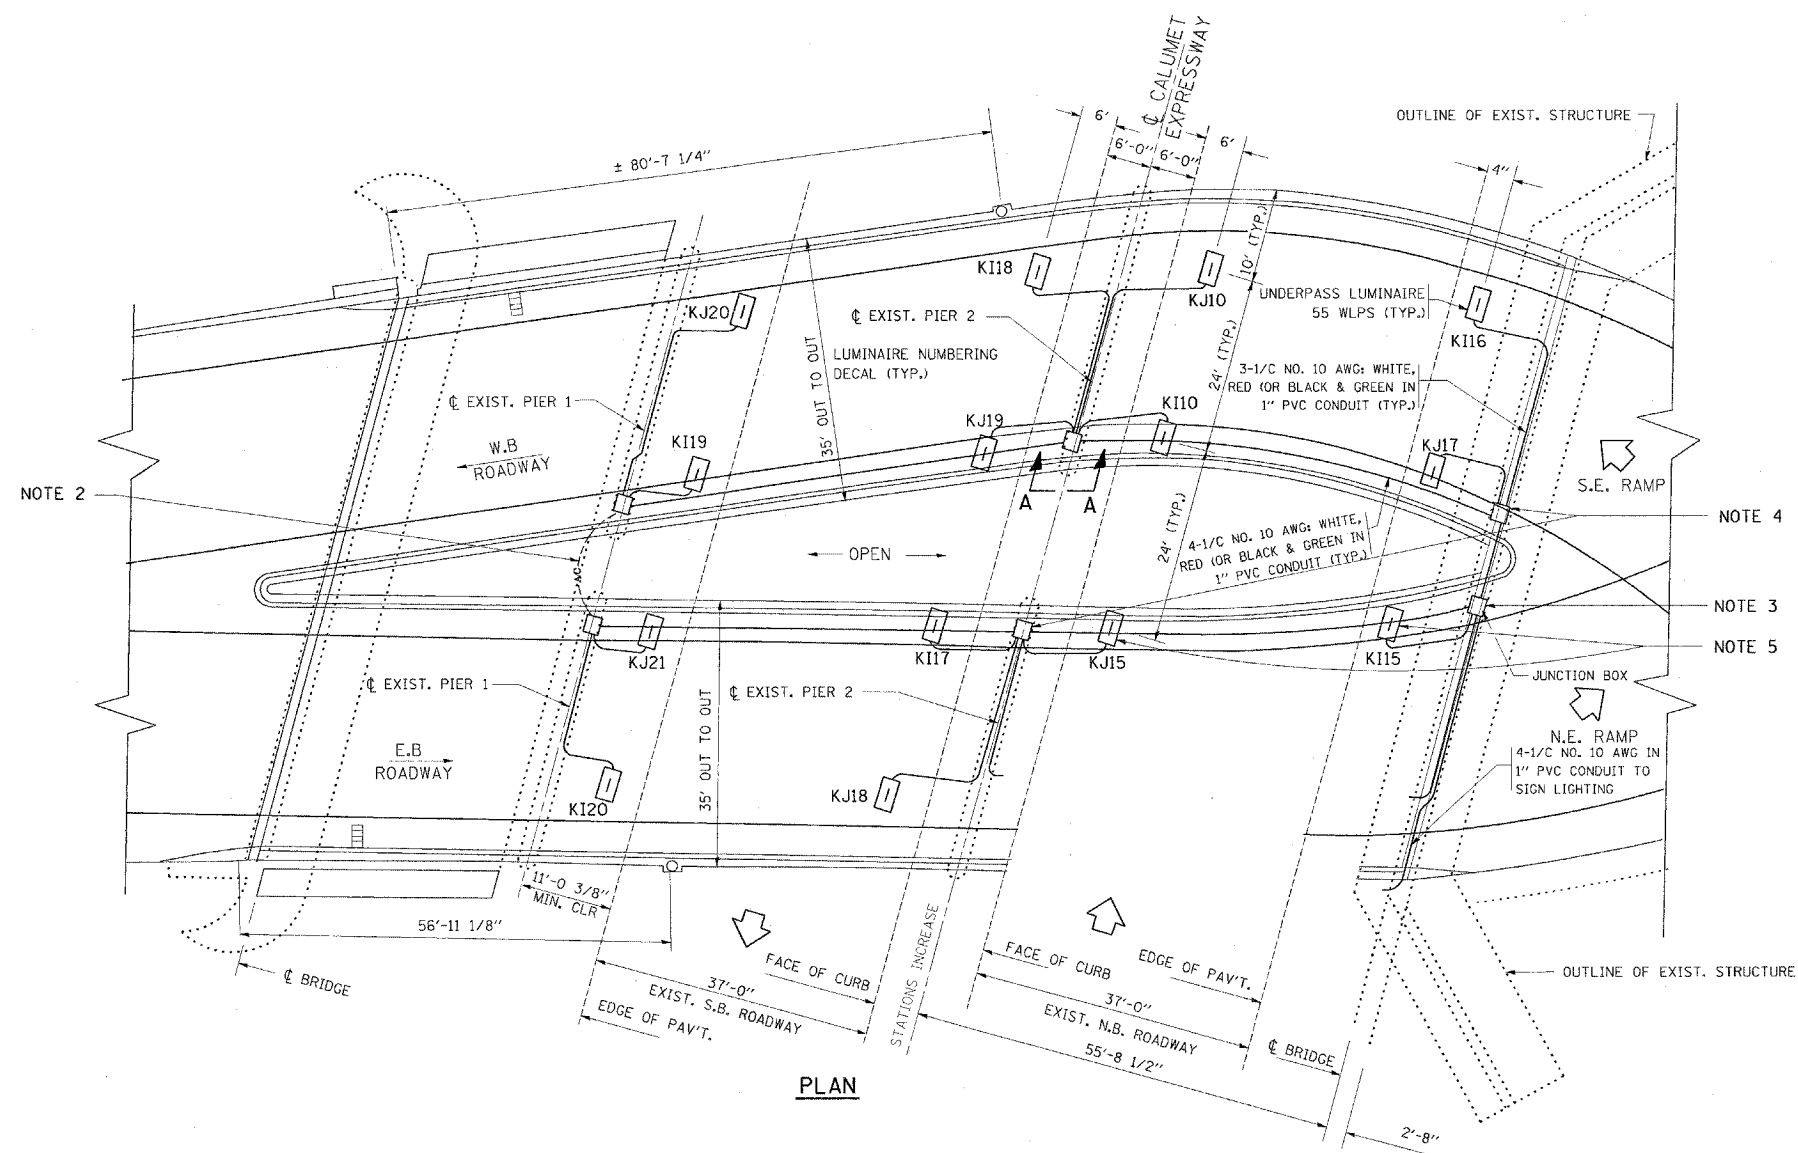 ℄ CALUMET
EXPRESSWAY
OUTLINE OF EXIST. STRUCTURE
6'
6'-0"
6'-0"
6'
4"
± 80'-7 1/4"
10' (TYP.)
KI18
KJ10
UNDERPASS LUMINAIRE
55 WLPS (TYP.)
KI16
KJ20
℄ EXIST. PIER 2
LUMINAIRE NUMBERING
DECAL (TYP.)
35' OUT TO OUT
24' (TYP.)
3-1/C NO. 10 AWG: WHITE,
RED (OR BLACK & GREEN IN
1" PVC CONDUIT (TYP.)
℄ EXIST. PIER 1
KI10
KJ19
W.B
ROADWAY
KI19
KJ17
S.E. RAMP
NOTE 2
A
A
NOTE 4
4-1/C NO. 10 AWG: WHITE,
RED (OR BLACK & GREEN IN
1" PVC CONDUIT (TYP.)
24' (TYP.)
OPEN
NOTE 3
KJ21
KI17
KJ15
KI15
NOTE 5
JUNCTION BOX
℄ EXIST. PIER 1
℄ EXIST. PIER 2
35' OUT TO OUT
N.E. RAMP
E.B
ROADWAY
4-1/C NO. 10 AWG IN
1" PVC CONDUIT TO
SIGN LIGHTING
KI20
KJ18
11'-0 3/8"
MIN. CLR
56'-11 1/8"
℄ BRIDGE
FACE OF CURB
37'-0"
EXIST. S.B. ROADWAY
EDGE OF PAV'T.
STATIONS INCREASE
FACE OF CURB
EDGE OF PAV'T.
37'-0"
EXIST. N.B. ROADWAY
55'-8 1/2"
℄ BRIDGE
OUTLINE OF EXIST. STRUCTURE
2'-8"
PLAN